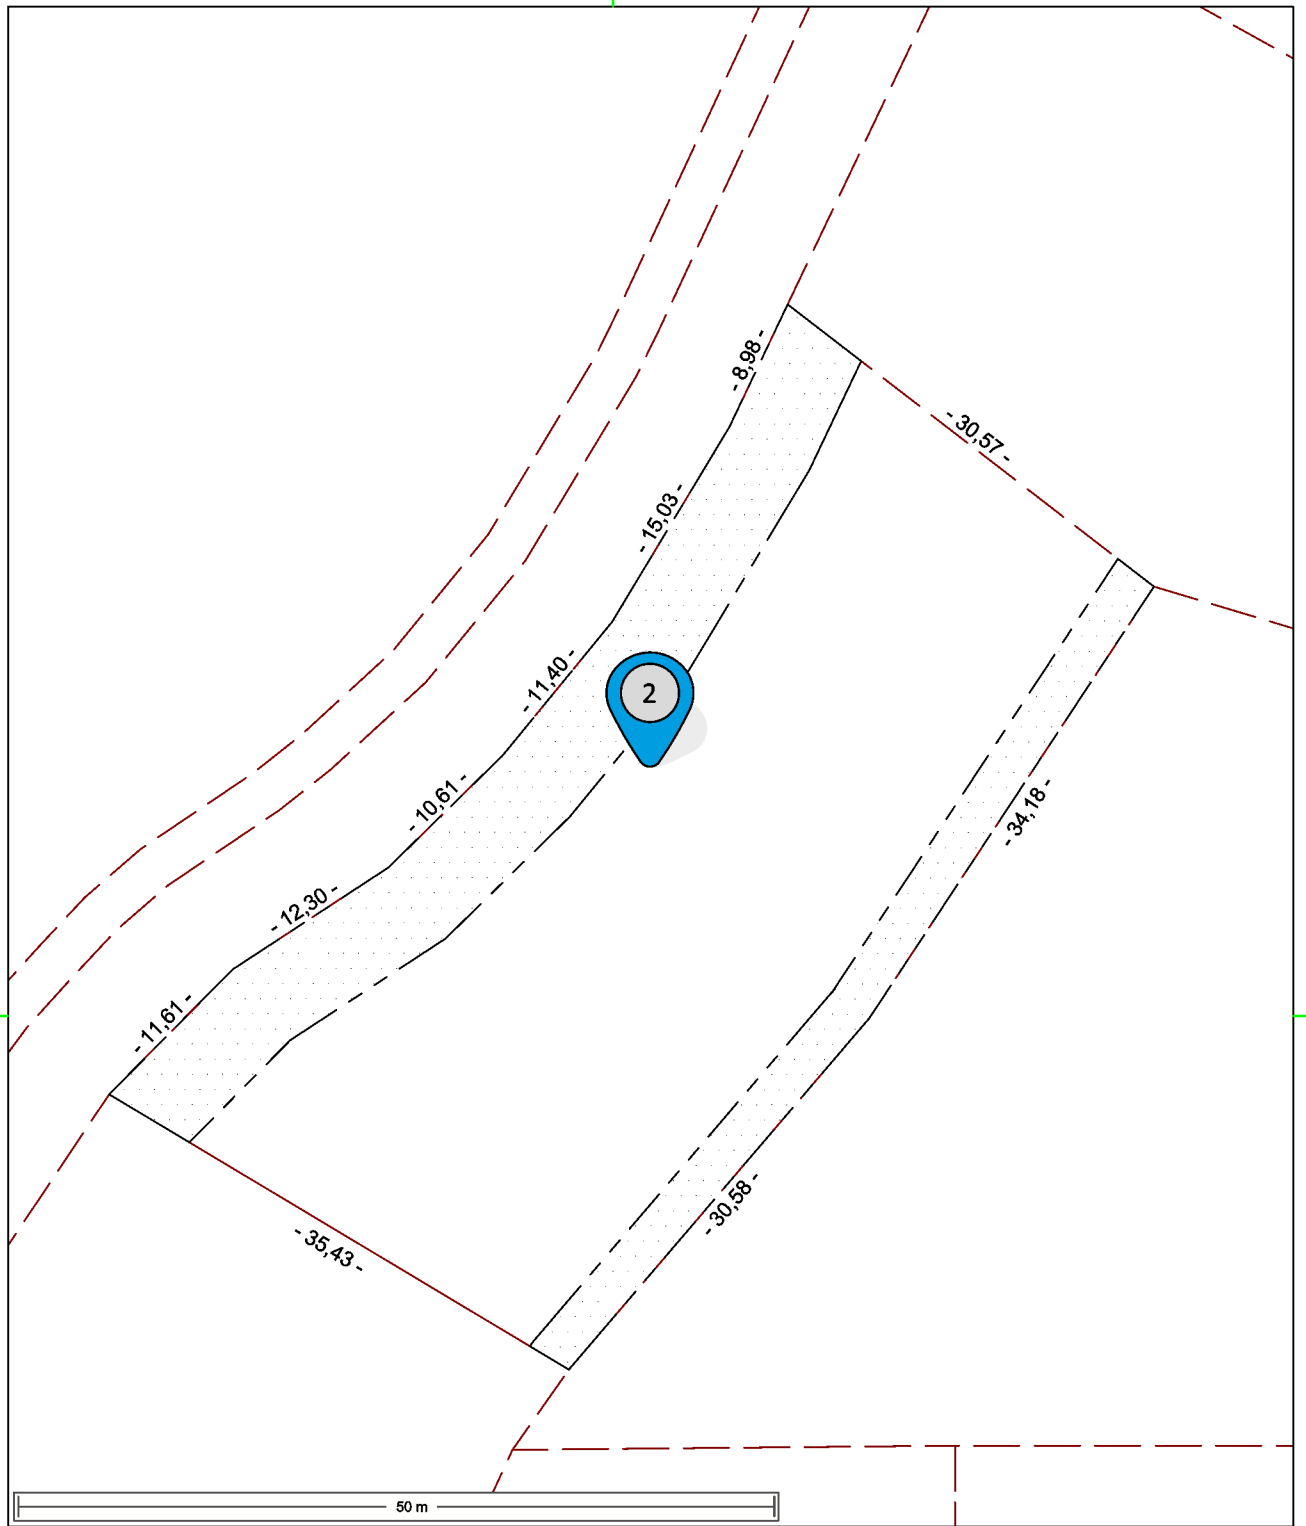 - 8,98 -
- 30,57 -
- 15,03 -
- 11,40 -
2
- 10,61 -
- 34,18 -
- 12,30 -
- 11,61 -
- 30,58 -
- 35,43 -
50 m